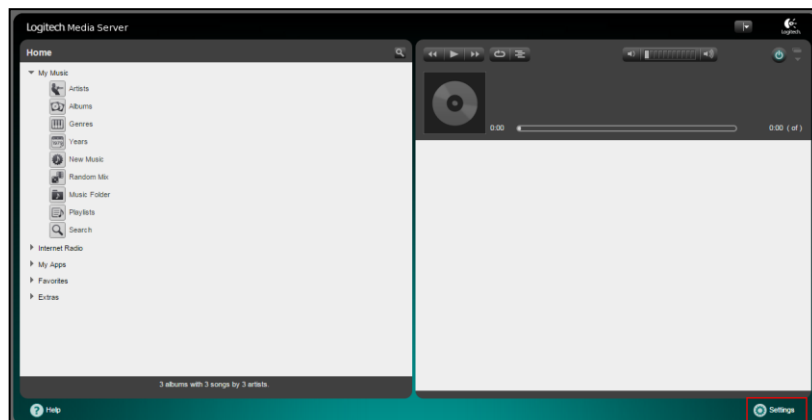 Logitech Media Server
Logitech
Home
My Music
Artists
Albums
Genres
Years
New Music
Random Mix
Music Folder
Playlists
Search
Internet Radio
My Apps
Favorites
Extras
3 albums with 3 songs by 3 artists.
0:00
0:00 ( of )
Help
Settings